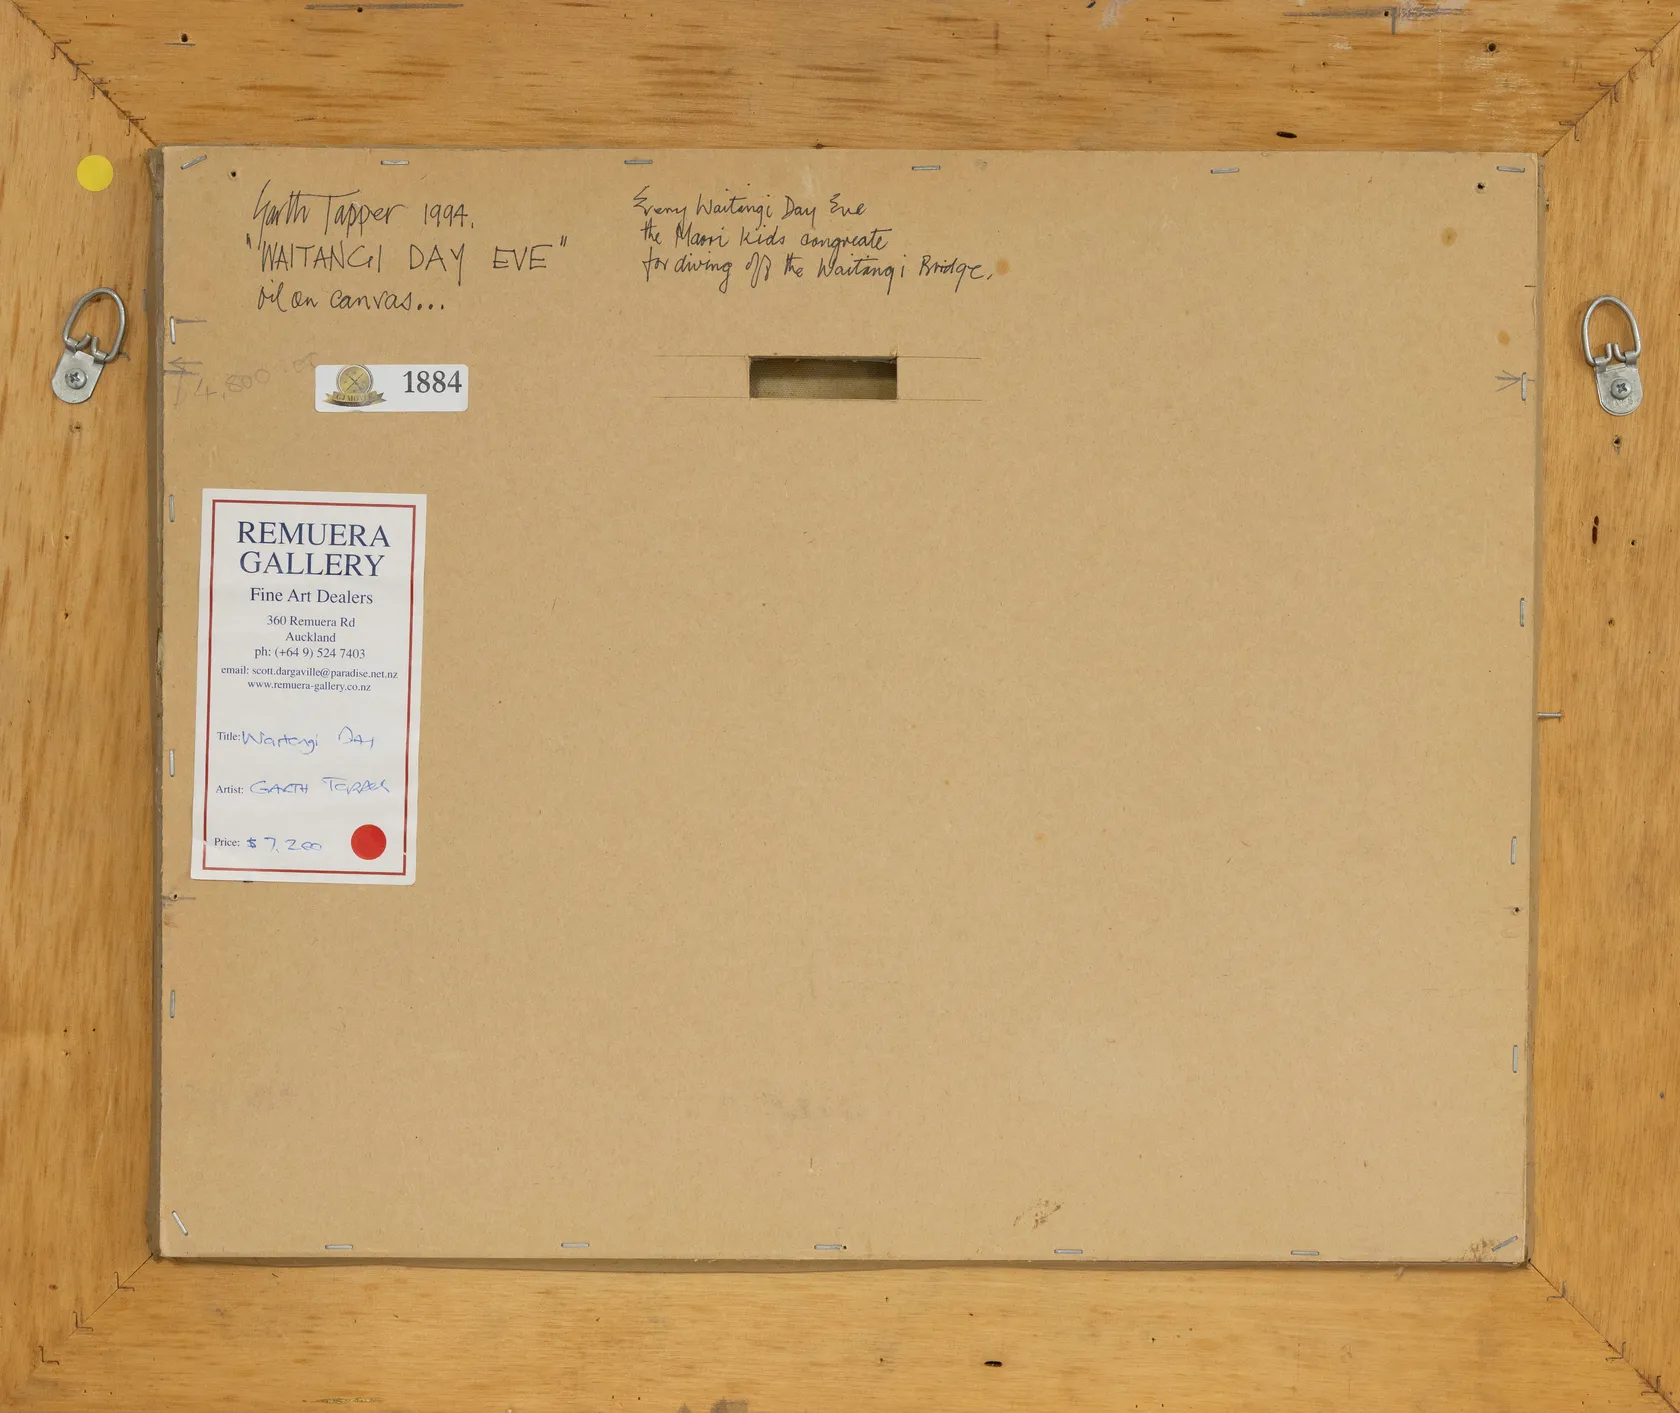 Garth Tapper 1994.
"WAITANGI DAY EVE"
oil on canvas...
Every Waitangi Day Eve
the Maori kids congreate
for diving off the Waitangi Bridge.
1884
REMUERA
GALLERY
Fine Art Dealers
360 Remuera Rd
Auckland
ph: (+64 9) 524 7403
email: scott.dargaville@paradise.net.nz
www.remuera-gallery.co.nz
Title: Waitangi DAY
Artist: GARTH TAPPER
Price: $7,200